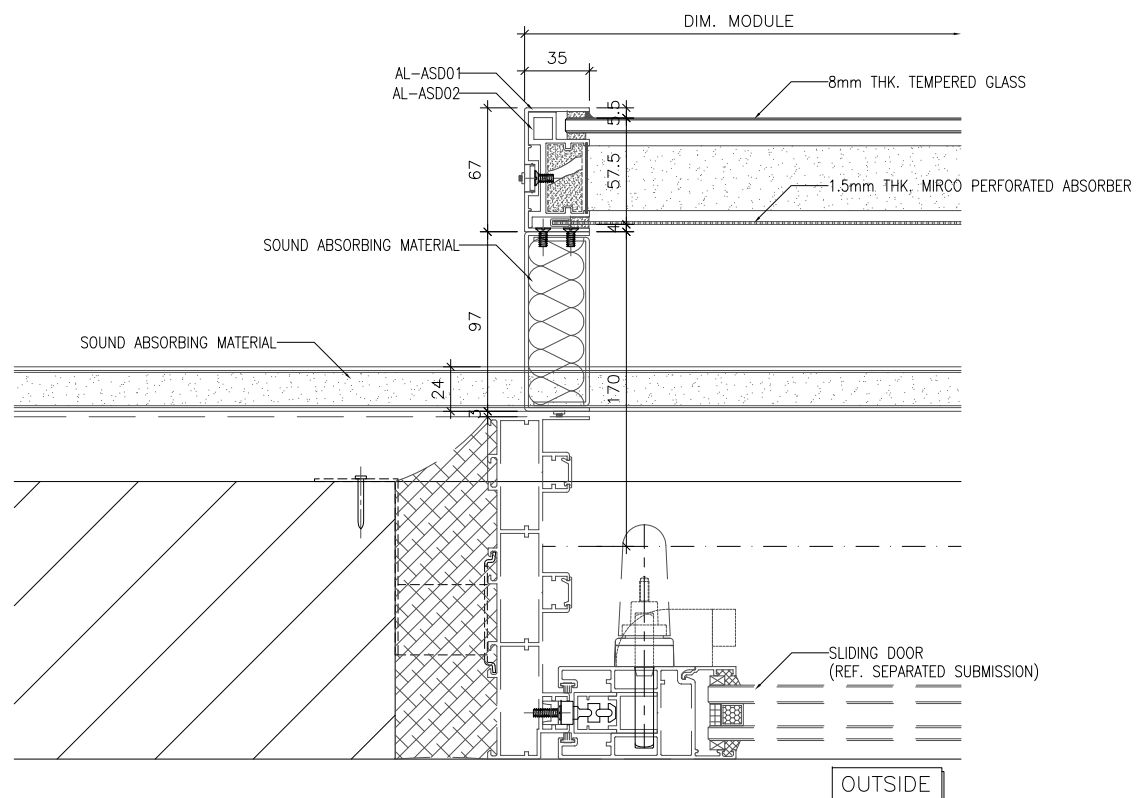 DIM. MODULE
35
AL-ASD01
AL-ASD02
8mm THK. TEMPERED GLASS
5.5
67
57.5
1.5mm THK. MIRCO PERFORATED ABSORBER
4
SOUND ABSORBING MATERIAL
97
SOUND ABSORBING MATERIAL
24
170
3
SLIDING DOOR
(REF. SEPARATED SUBMISSION)
OUTSIDE